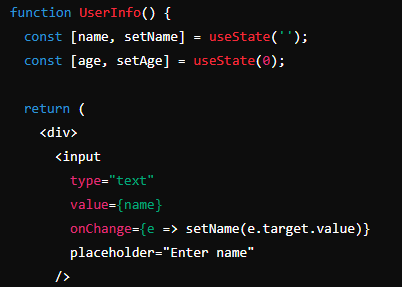 function UserInfo() {
const [name, setName] = useState('');
const [age, setAge] = useState(0);
return (
<div>
<input
type="text"
value={name}
onChange={e => setName(e.target.value)}
placeholder="Enter name"
/>